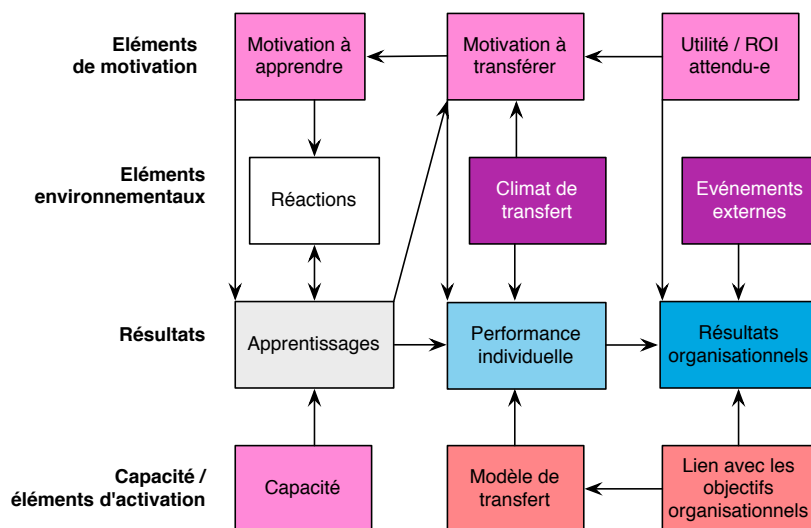 Eléments
de motivation
Motivation à
apprendre
Motivation à
transférer
Utilité / ROI
attendu-e
Eléments
environnementaux
Réactions
Climat de
transfert
Evénements
externes
Résultats
Apprentissages
Performance
individuelle
Résultats
organisationnels
Capacité /
éléments d'activation
Capacité
Modèle de
transfert
Lien avec les
objectifs
organisationnels